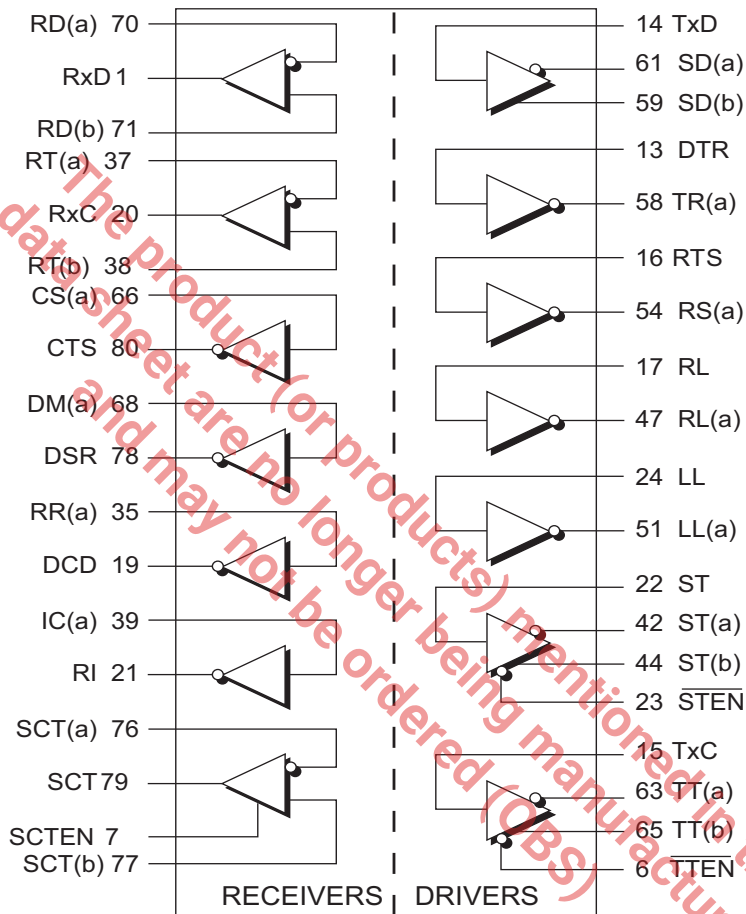 RD(a) 70
RxD 1
RD(b) 71
RT(a) 37
RxC 20
RT(b) 38
CS(a) 66
CTS 80
DM(a) 68
DSR 78
RR(a) 35
DCD 19
IC(a) 39
RI 21
SCT(a) 76
SCT 79
SCTEN 7
SCT(b) 77
RECEIVERS
DRIVERS
14 TxD
61 SD(a)
59 SD(b)
13 DTR
58 TR(a)
16 RTS
54 RS(a)
17 RL
47 RL(a)
24 LL
51 LL(a)
22 ST
42 ST(a)
44 ST(b)
23 STEN
15 TxC
63 TT(a)
65 TT(b)
6 TTEN
The product (or products) mentioned in
data sheet are no longer being
and may not be ordered (OBS)